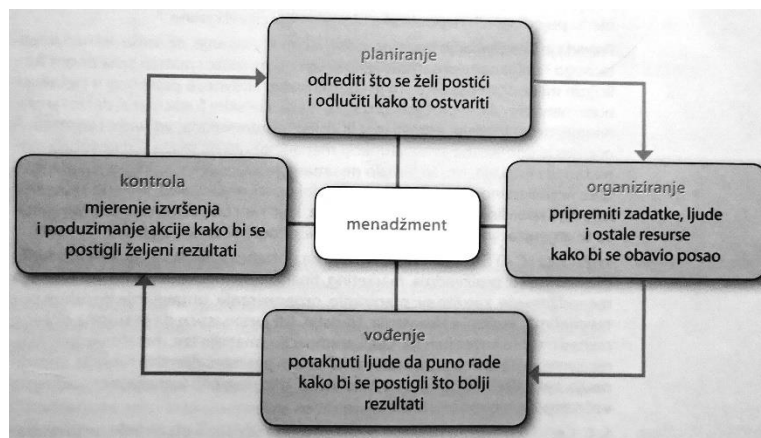 planiranje
odrediti što se želi postići
i odlučiti kako to ostvariti
kontrola
mjerenje izvršenja
i poduzimanje akcije kako bi se
postigli željeni rezultati
menadžment
organiziranje
pripremiti zadatke, ljude
i ostale resurse
kako bi se obavio posao
vođenje
potaknuti ljude da puno rade
kako bi se postigli što bolji
rezultati